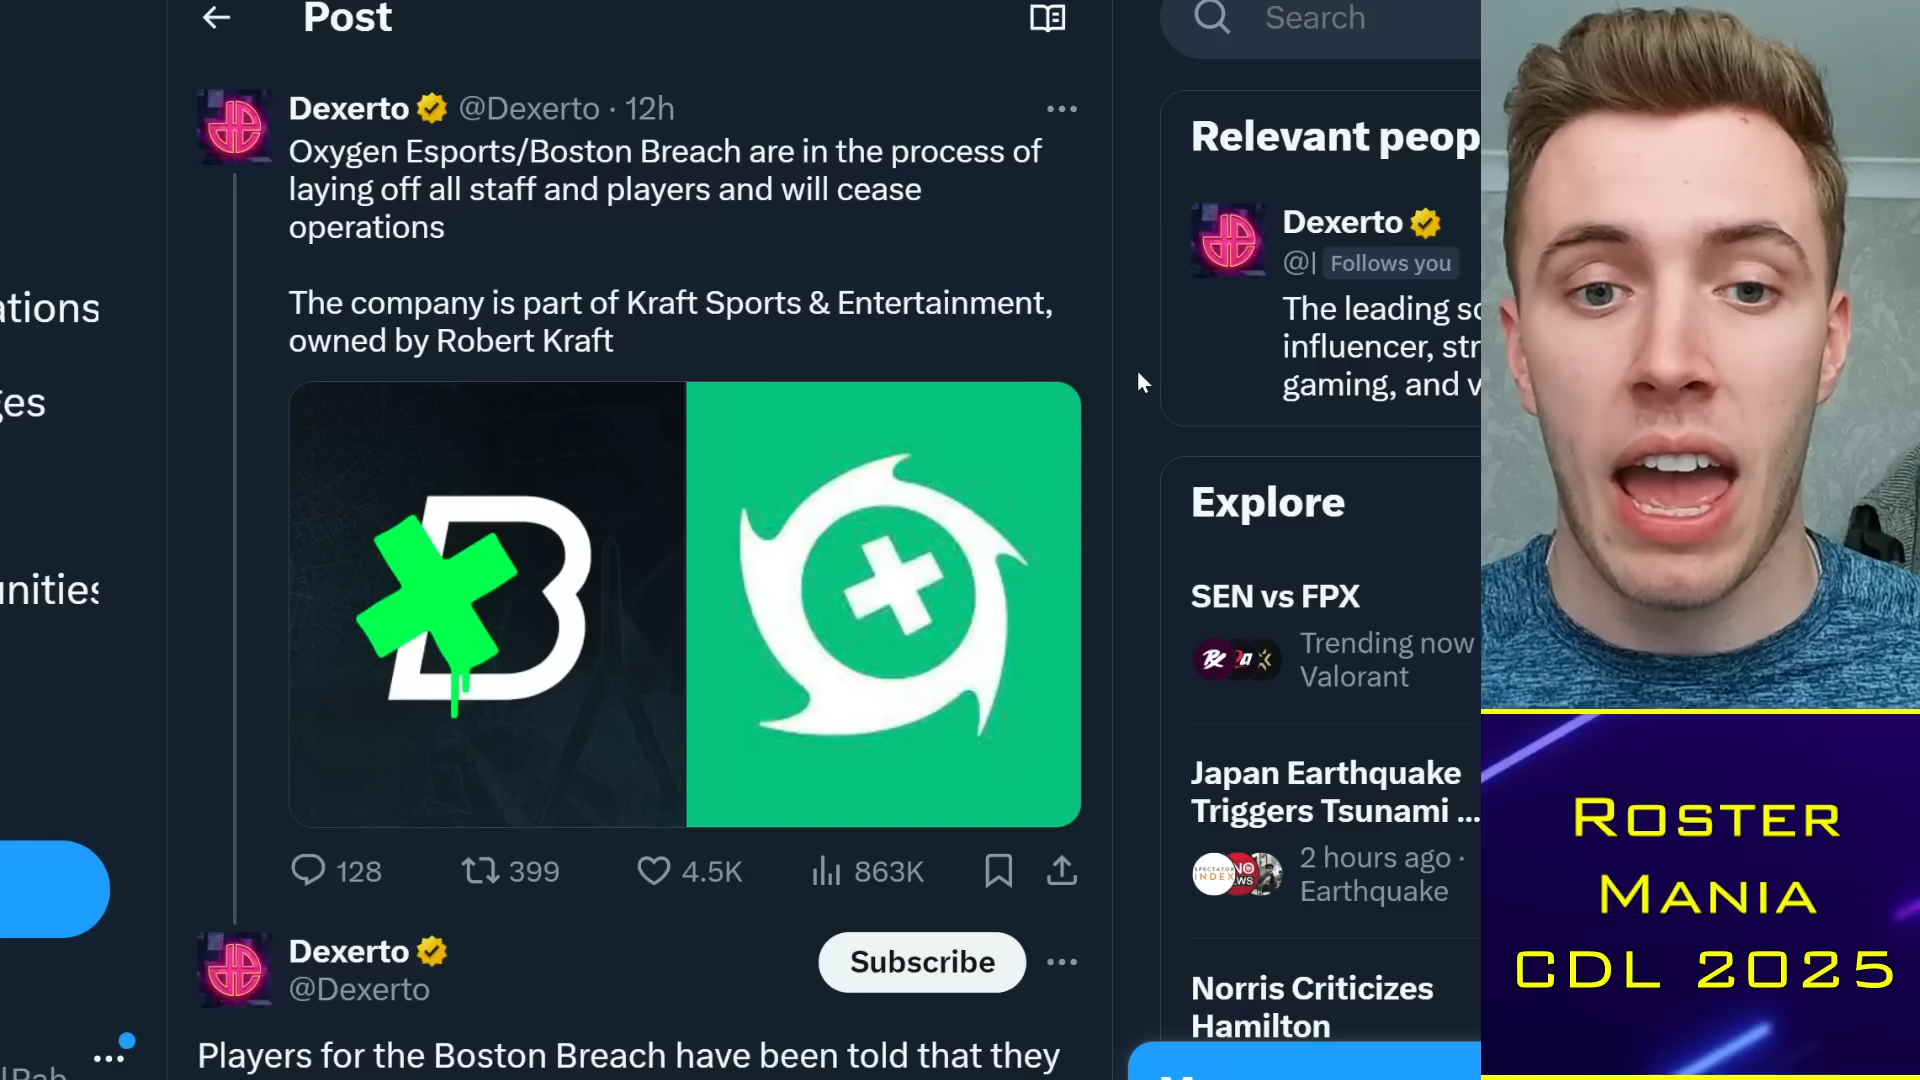 Post
Search
Dexerto @Dexerto · 12h
Oxygen Esports/Boston Breach are in the process of
laying off all staff and players and will cease
operations
The company is part of Kraft Sports & Entertainment,
owned by Robert Kraft
B
128 399 4.5K 863K
Dexerto
@Dexerto
Subscribe
Players for the Boston Breach have been told that they
Relevant peop
Dexerto
@| Follows you
The leading so
influencer, str
gaming, and v
Explore
SEN vs FPX
Trending now
Valorant
Japan Earthquake
Triggers Tsunami ...
2 hours ago ·
Earthquake
Norris Criticizes
Hamilton
ations
ges
unities
Roster
Mania
CDL 2025